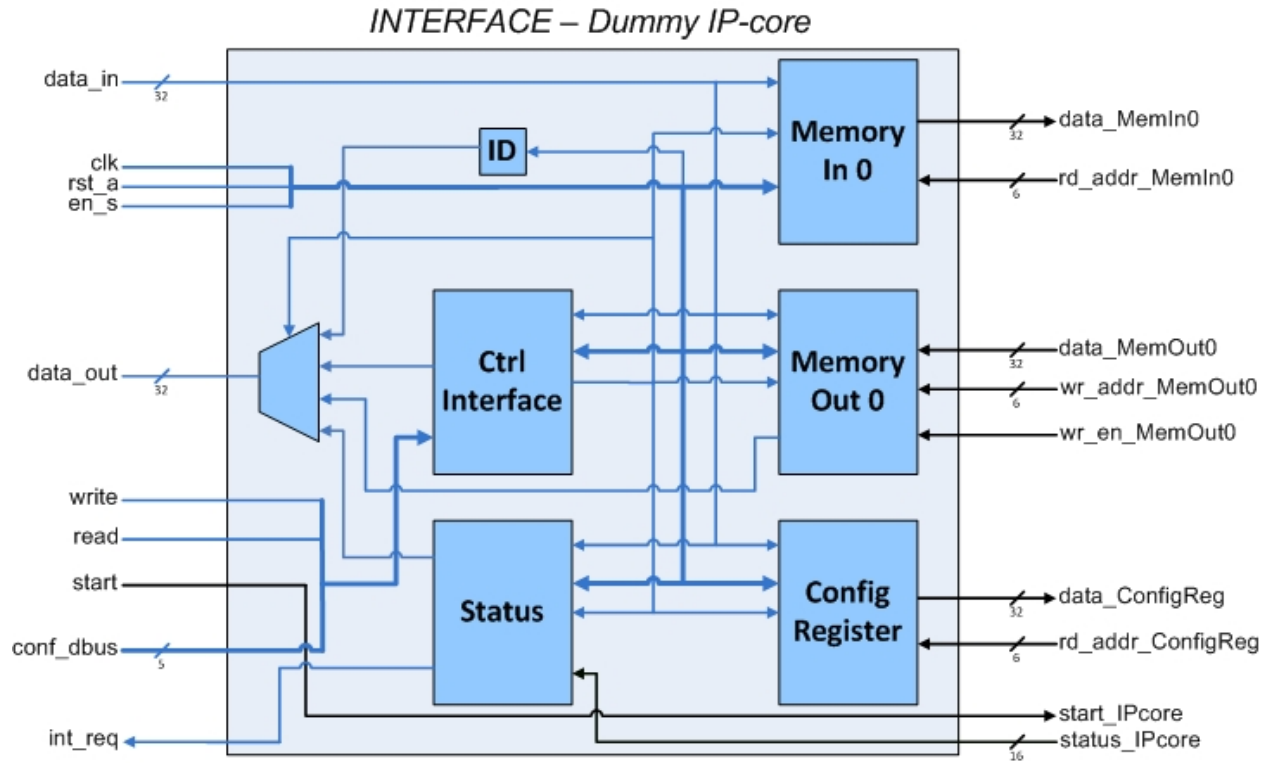 INTERFACE – Dummy IP-core
data_in
32
clk
rst_a
en_s
ID
Memory
In 0
32
data_MemIn0
6
rd_addr_MemIn0
data_out
32
Ctrl
Interface
Memory
Out 0
32
data_MemOut0
6
wr_addr_MemOut0
wr_en_MemOut0
write
read
start
conf_dbus
5
int_req
Status
Config
Register
32
data_ConfigReg
6
rd_addr_ConfigReg
start_IPcore
16
status_IPcore